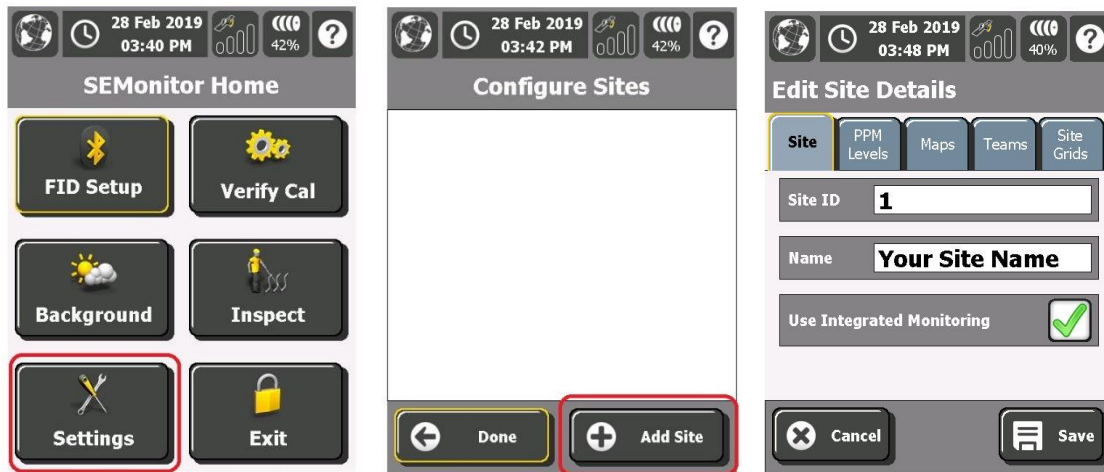 28 Feb 2019
03:40 PM
42%
?
SEMonitor Home
FID Setup
Verify Cal
Background
Inspect
Settings
Exit
28 Feb 2019
03:42 PM
42%
?
Configure Sites
Done
Add Site
28 Feb 2019
03:48 PM
40%
?
Edit Site Details
Site
PPM
Levels
Maps
Teams
Site
Grids
Site ID
1
Name
Your Site Name
Use Integrated Monitoring
Cancel
Save